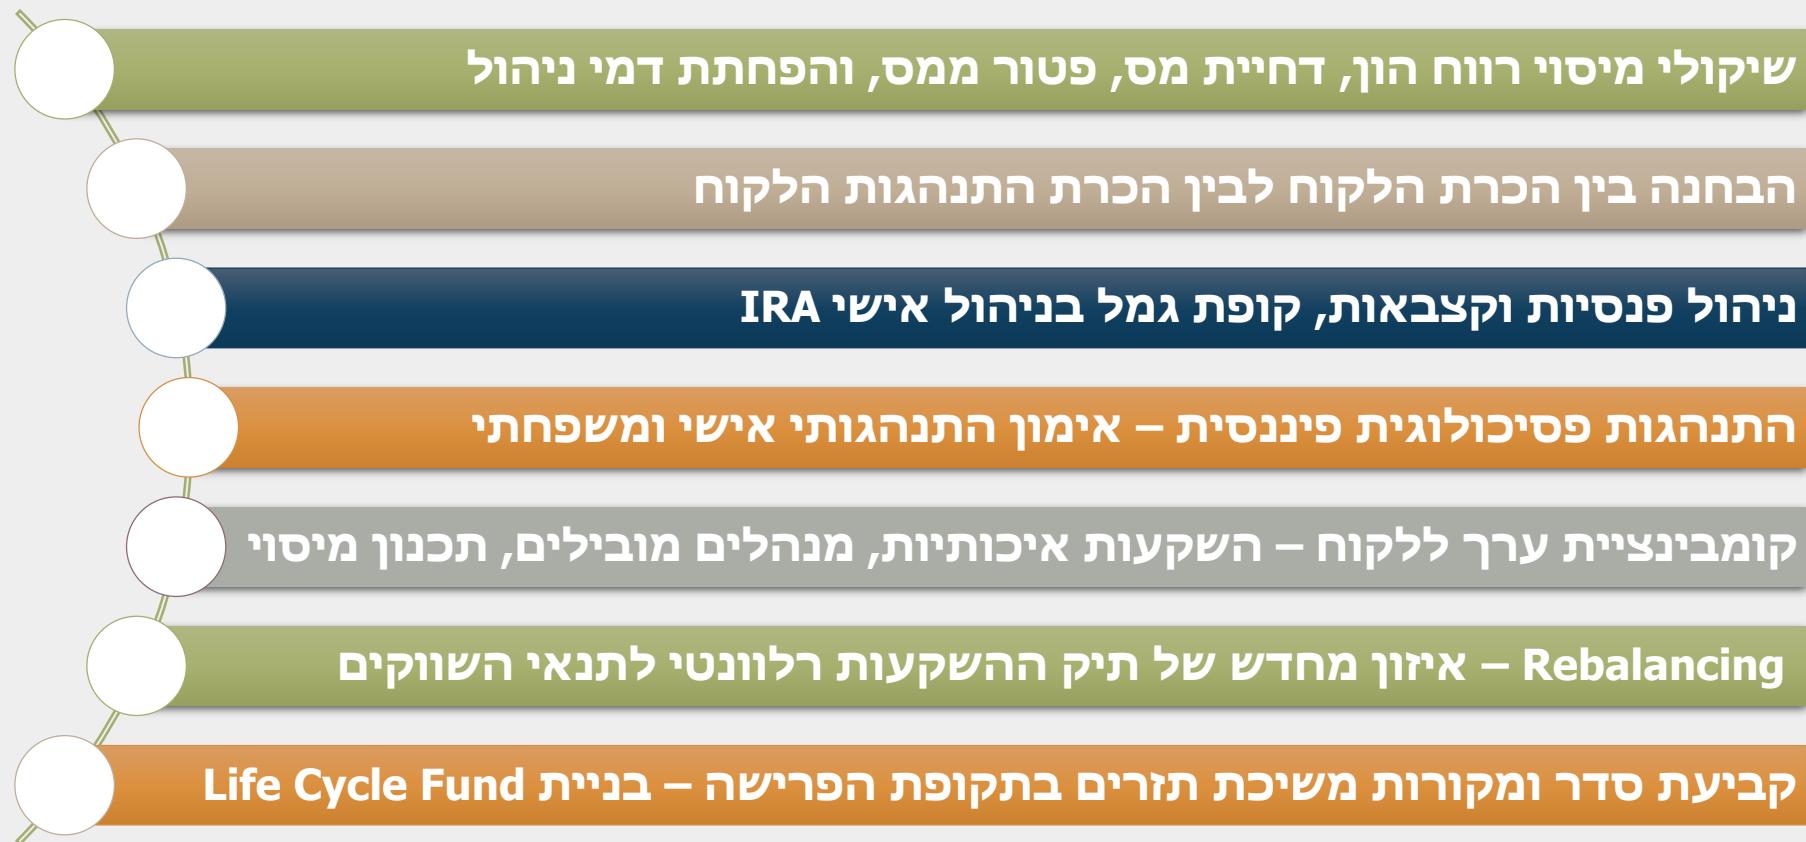 שיקולי מיסוי רווח הון, דחיית מס, פטור ממס, והפחתת דמי ניהול
הבחנה בין הכרת הלקוח לבין הכרת התנהגות הלקוח
ניהול פנסיות וקצבאות, קופת גמל בניהול אישי IRA
התנהגות פסיכולוגית פיננסית – אימון התנהגותי אישי ומשפחתי
קומבינציית ערך ללקוח – השקעות איכותיות, מנהלים מובילים, תכנון מיסוי
Rebalancing – איזון מחדש של תיק ההשקעות רלוונטי לתנאי השווקים
קביעת סדר ומקורות משיכת תזרים בתקופת הפרישה – בניית Life Cycle Fund